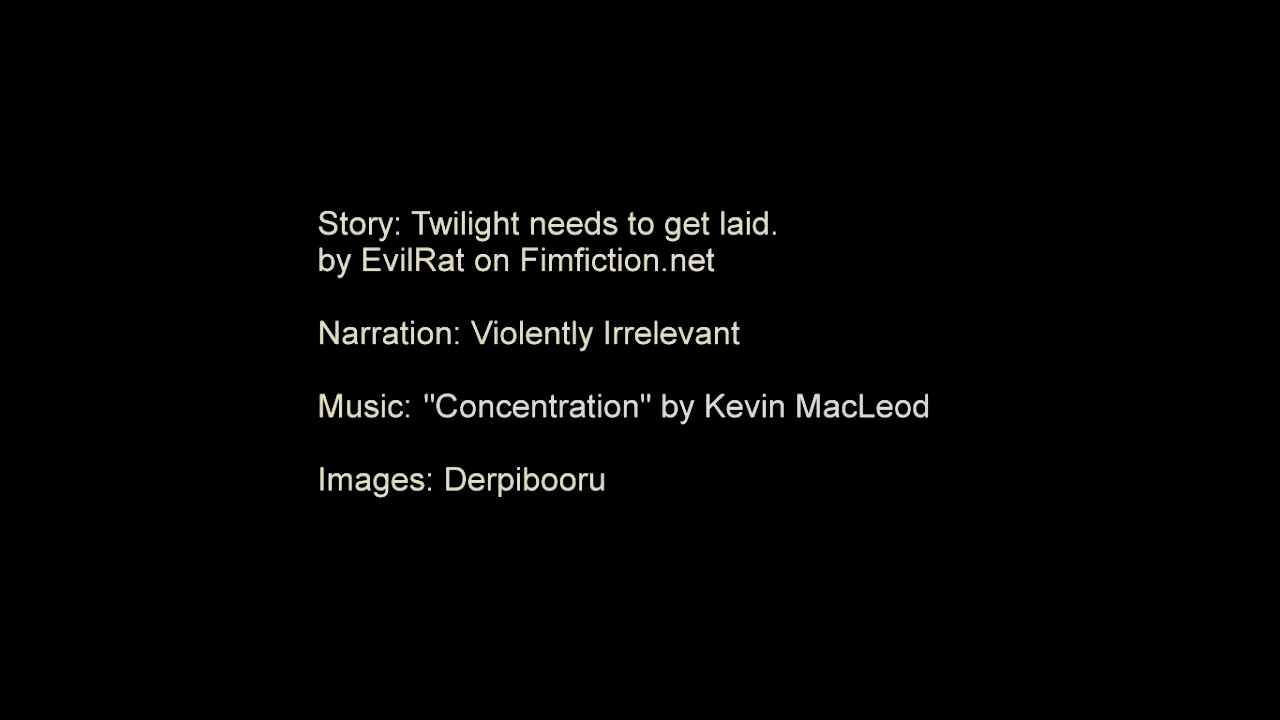 Story: Twilight needs to get laid.
by EvilRat on Fimfiction.net
Narration: Violently Irrelevant
Music: "Concentration" by Kevin MacLeod
Images: Derpibooru